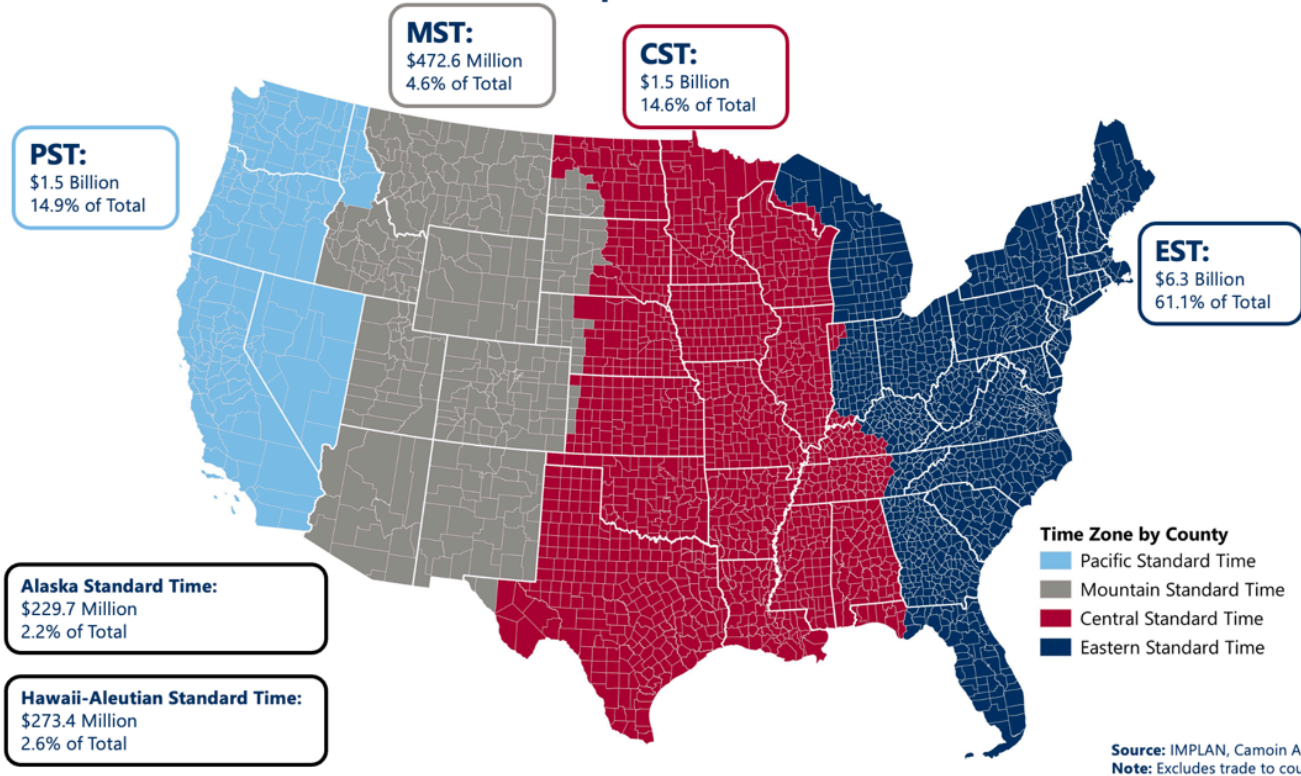 MST:
$472.6 Million
4.6% of Total
CST:
$1.5 Billion
14.6% of Total
PST:
$1.5 Billion
14.9% of Total
EST:
$6.3 Billion
61.1% of Total
Time Zone by County
Pacific Standard Time
Mountain Standard Time
Central Standard Time
Eastern Standard Time
Alaska Standard Time:
$229.7 Million
2.2% of Total
Hawaii-Aleutian Standard Time:
$273.4 Million
2.6% of Total
Source: IMPLAN, Camoin A
Note: Excludes trade to cou